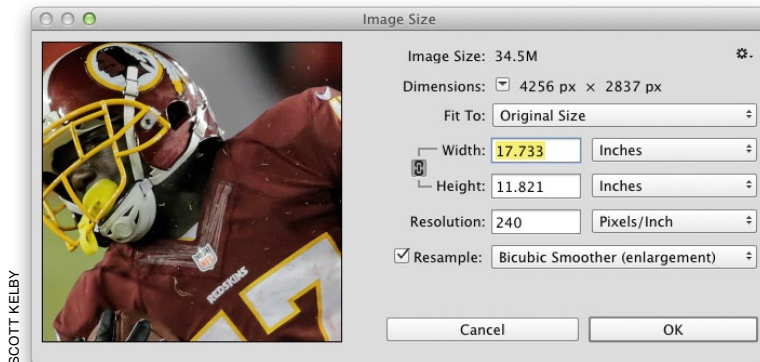 Image Size
Image Size: 34.5M
Dimensions: 4256 px × 2837 px
Fit To: Original Size
Width: 17.733 Inches
Height: 11.821 Inches
Resolution: 240 Pixels/Inch
Resample: Bicubic Smoother (enlargement)
Cancel OK
REDSKINS
NFL
SCOTT KELBY